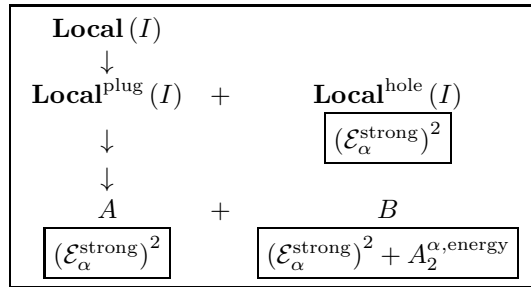 Local (I)
↓
Local^plug (I) + Local^hole (I)
(ℰ_α^strong)^2
↓
↓
A + B
(ℰ_α^strong)^2 (ℰ_α^strong)^2 + A_2^{α,energy}